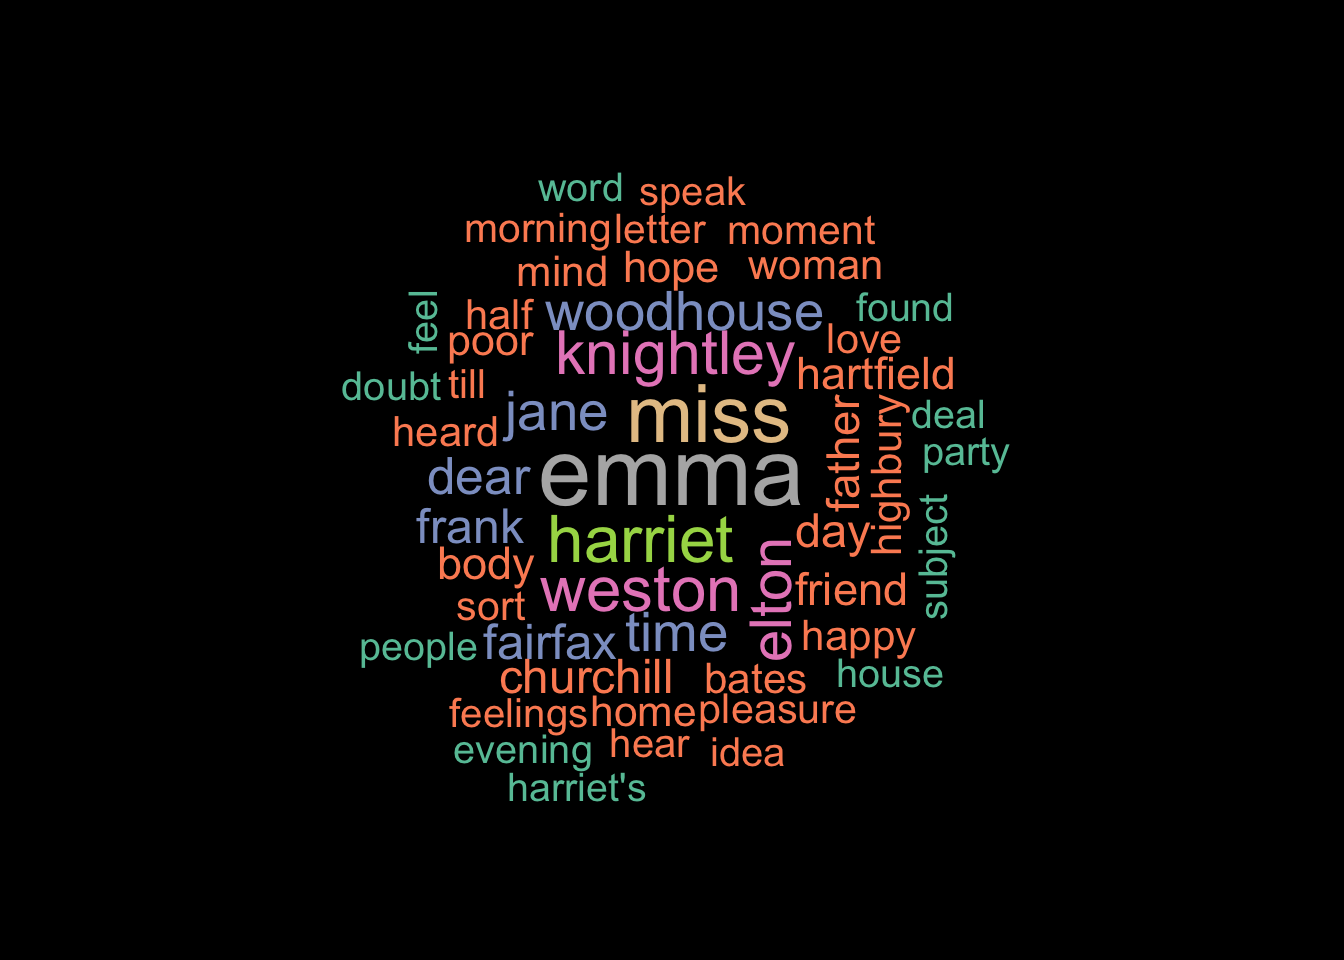 word speak
morning letter moment
mind hope woman
feel half woodhouse found
poor knightley love
doubt till hartfield
jane miss deal
heard father highbury party
dear emma
frank harriet day subject
body elton
sort weston friend
people fairfax time happy
churchill bates house
feelings home pleasure
evening hear idea
harriet's